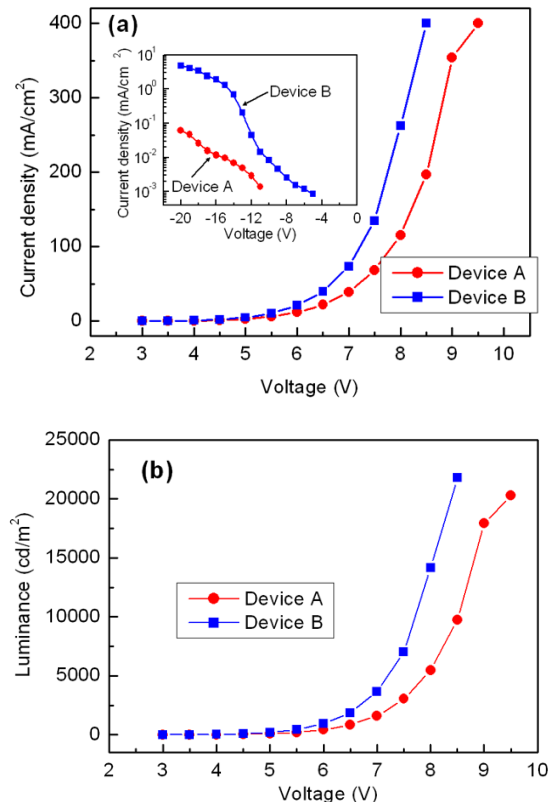 (a)
400
300
200
100
0
Current density (mA/cm²)
10¹
10⁰
10⁻¹
10⁻²
10⁻³
Current density (mA/cm²)
Device B
Device A
-20 -16 -12 -8 -4 0
Voltage (V)
Device A
Device B
2 3 4 5 6 7 8 9 10
Voltage (V)
(b)
25000
20000
15000
10000
5000
0
Luminance (cd/m²)
Device A
Device B
2 3 4 5 6 7 8 9 10
Voltage (V)